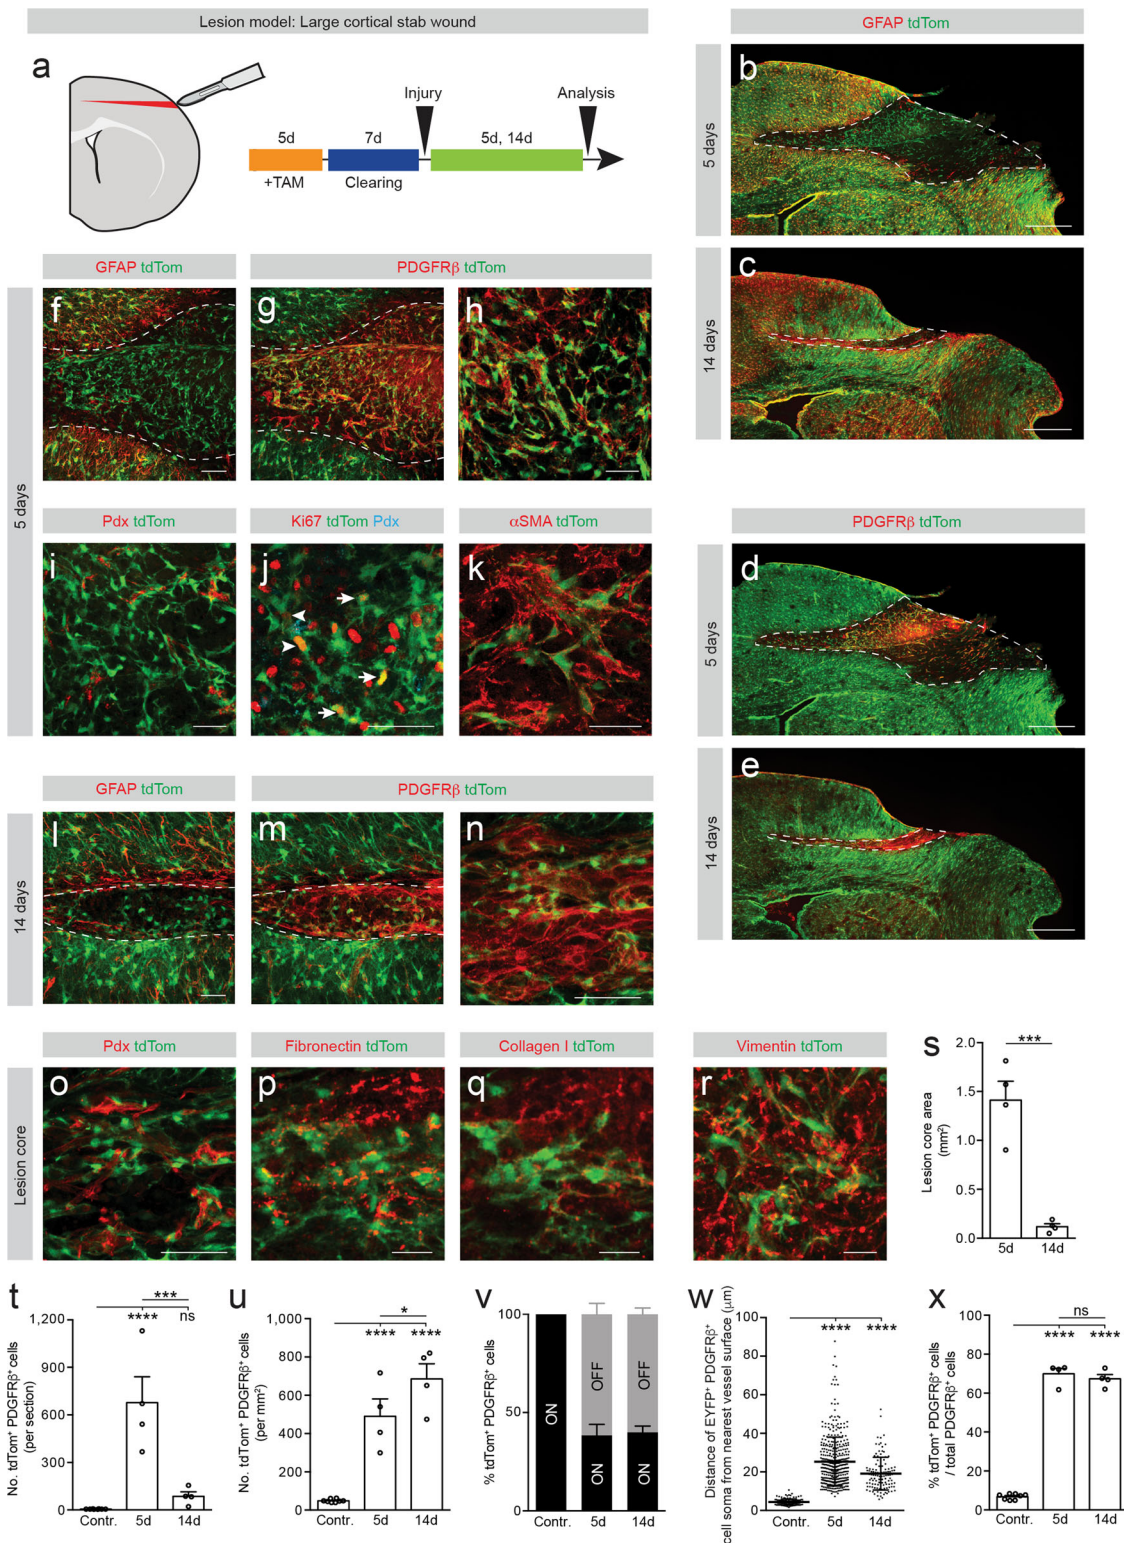 Lesion model: Large cortical stab wound
a
Injury
Analysis
5d
7d
5d, 14d
+TAM
Clearing
GFAP tdTom
b
5 days
c
14 days
GFAP tdTom
PDGFRβ tdTom
5 days
f
g
h
Pdx tdTom
Ki67 tdTom Pdx
αSMA tdTom
i
j
k
PDGFRβ tdTom
d
5 days
e
14 days
GFAP tdTom
PDGFRβ tdTom
14 days
l
m
n
Pdx tdTom
Fibronectin tdTom
Collagen I tdTom
Vimentin tdTom
Lesion core
o
p
q
r
s
Lesion core area
(mm²)
2.0
1.5
1.0
0.5
0.0
***
5d
14d
t
No. tdTom⁺ PDGFRβ⁺ cells
(per section)
1,200
900
600
300
0
***
****
ns
Contr.
5d
14d
u
No. tdTom⁺ PDGFRβ⁺ cells
(per mm²)
1,000
800
600
400
200
0
*
****
****
Contr.
5d
14d
v
% tdTom⁺ PDGFRβ⁺ cells
100
50
0
ON
OFF
ON
OFF
ON
Contr.
5d
14d
w
Distance of EYFP⁺ PDGFRβ⁺
cell soma from nearest vessel surface (μm)
100
80
60
40
20
0
****
****
Contr.
5d
14d
x
% tdTom⁺ PDGFRβ⁺ cells
/ total PDGFRβ⁺ cells
100
80
60
40
20
0
ns
****
****
Contr.
5d
14d